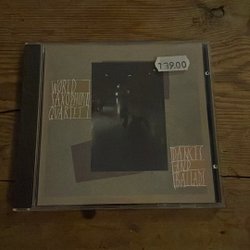 139.00
WORLD
SAXOPHONE
QUARTET
DANCES
AND
BALLADS